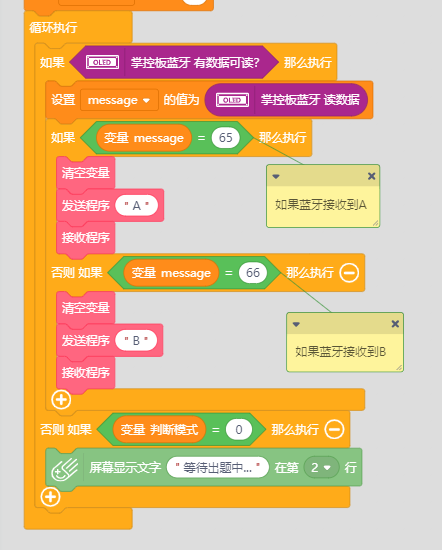 循环执行
如果 OLED 掌控板蓝牙 有数据可读? 那么执行
设置 message 的值为 OLED 掌控板蓝牙 读数据
如果 变量 message = 65 那么执行
清空变量
如果蓝牙接收到A
发送程序 "A"
接收程序
否则 如果 变量 message = 66 那么执行
清空变量
如果蓝牙接收到B
发送程序 "B"
接收程序
否则 如果 变量 判断模式 = 0 那么执行
屏幕显示文字 "等待出题中..." 在第 2 行